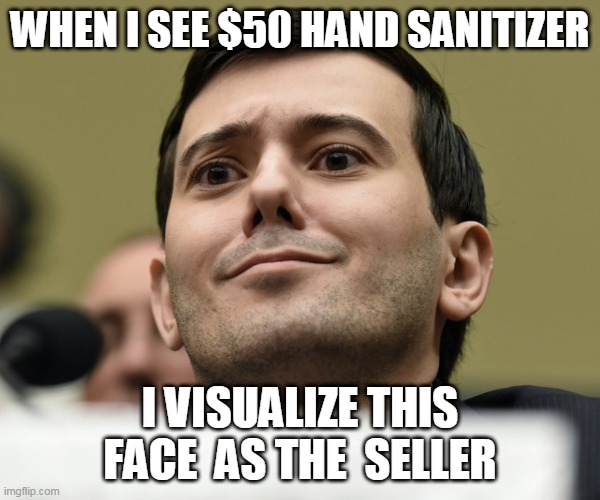 WHEN I SEE $50 HAND SANITIZER
I VISUALIZE THIS
FACE AS THE SELLER
imgflip.com